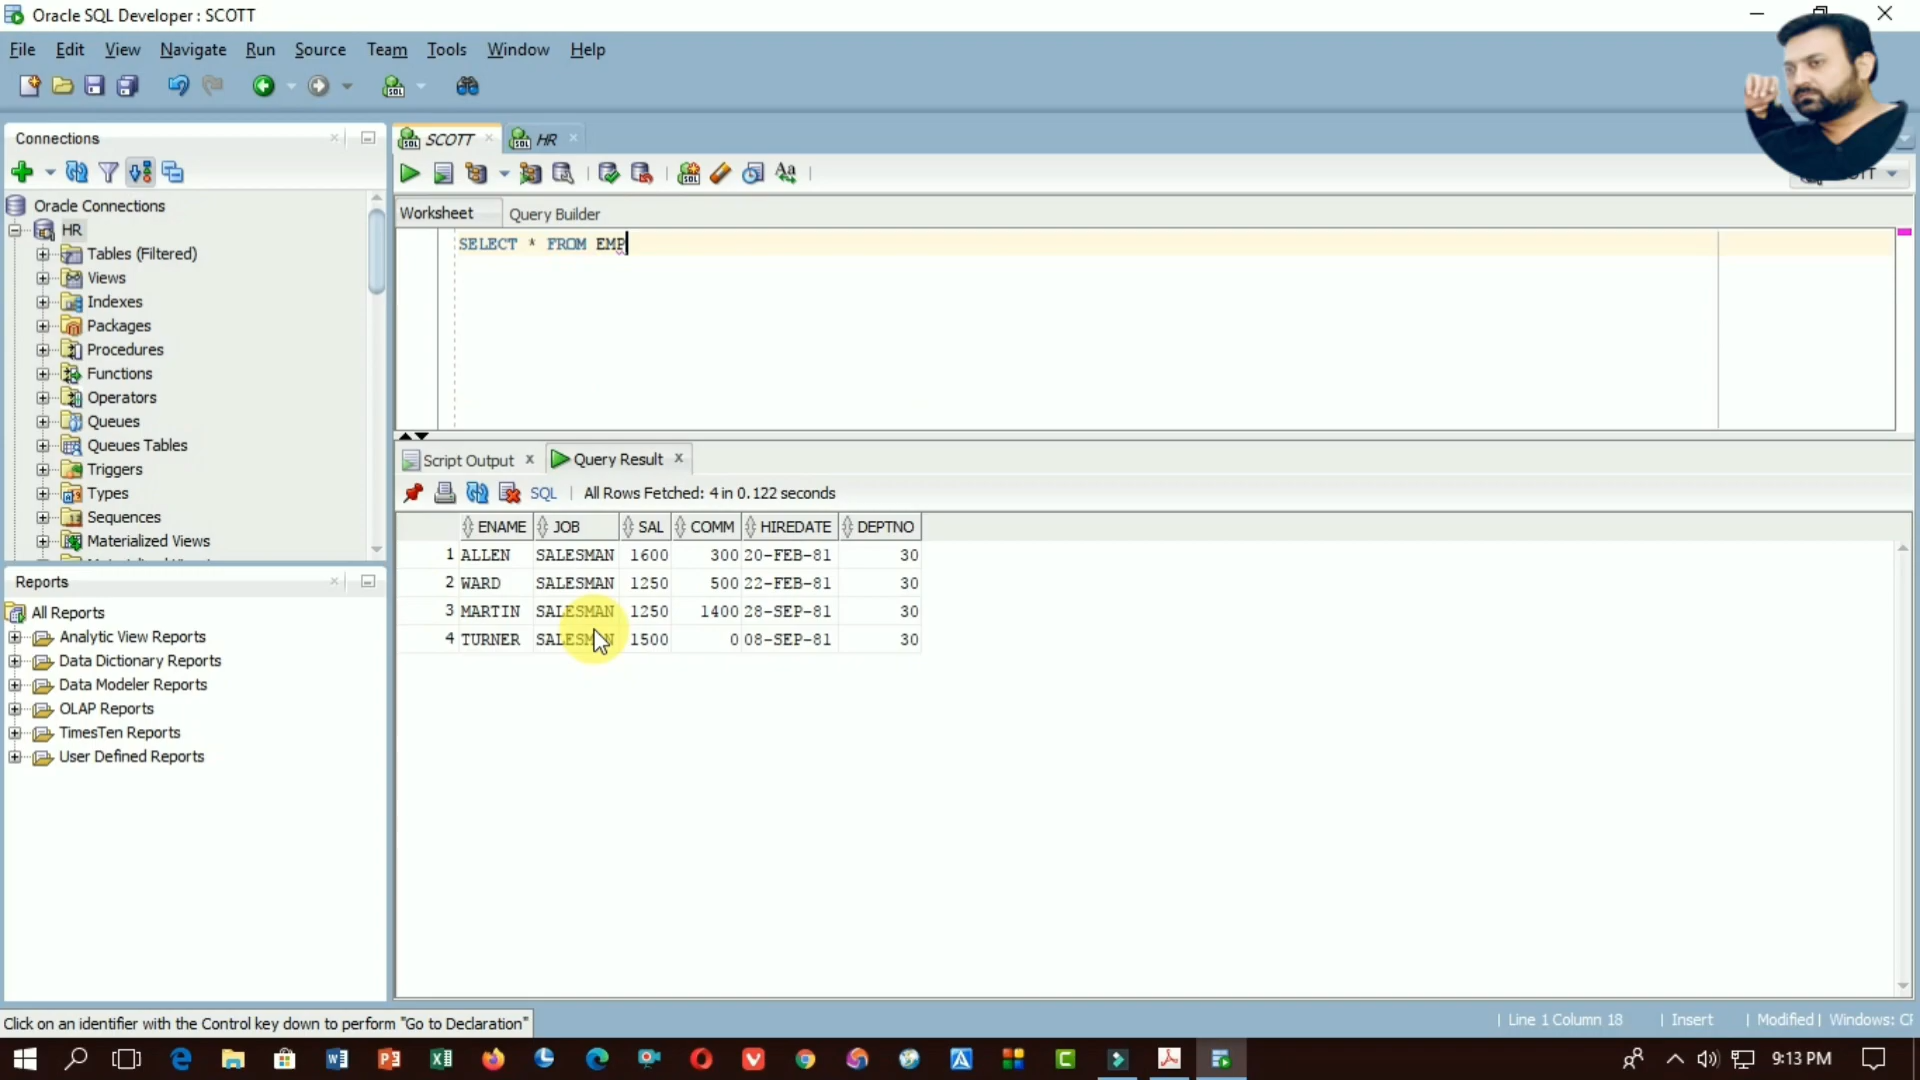 Oracle SQL Developer : SCOTT
File Edit View Navigate Run Source Team Tools Window Help
Connections
SCOTT
HR
Oracle Connections
HR
Tables (Filtered)
Views
Indexes
Packages
Procedures
Functions
Operators
Queues
Queues Tables
Triggers
Types
Sequences
Materialized Views
Worksheet Query Builder
SELECT * FROM EMP
Script Output
Query Result
SQL | All Rows Fetched: 4 in 0.122 seconds
ENAME JOB SAL COMM HIREDATE DEPTNO
1 ALLEN SALESMAN 1600 300 20-FEB-81 30
2 WARD SALESMAN 1250 500 22-FEB-81 30
3 MARTIN SALESMAN 1250 1400 28-SEP-81 30
4 TURNER SALESMAN 1500 0 08-SEP-81 30
Reports
All Reports
Analytic View Reports
Data Dictionary Reports
Data Modeler Reports
OLAP Reports
TimesTen Reports
User Defined Reports
Click on an identifier with the Control key down to perform "Go to Declaration"
Line 1 Column 18 | Insert | Modified | Windows:
9:13 PM